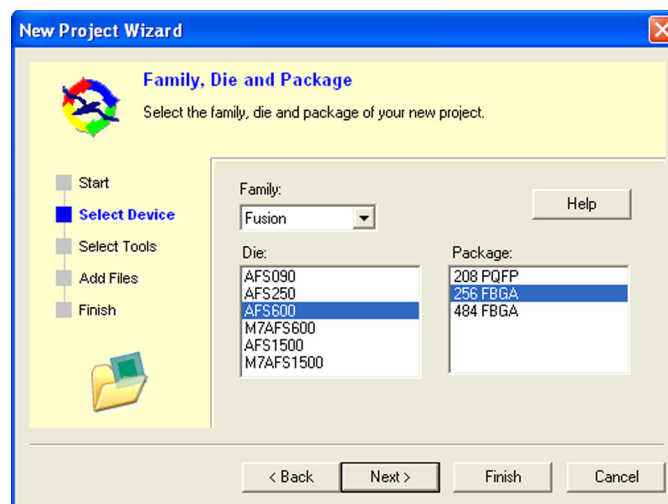 New Project Wizard
Family, Die and Package
Select the family, die and package of your new project.
Start
Select Device
Select Tools
Add Files
Finish
Family:
Fusion
Help
Die:
AFS090
AFS250
AFS600
M7AFS600
AFS1500
M7AFS1500
Package:
208 PQFP
256 FBGA
484 FBGA
< Back
Next >
Finish
Cancel